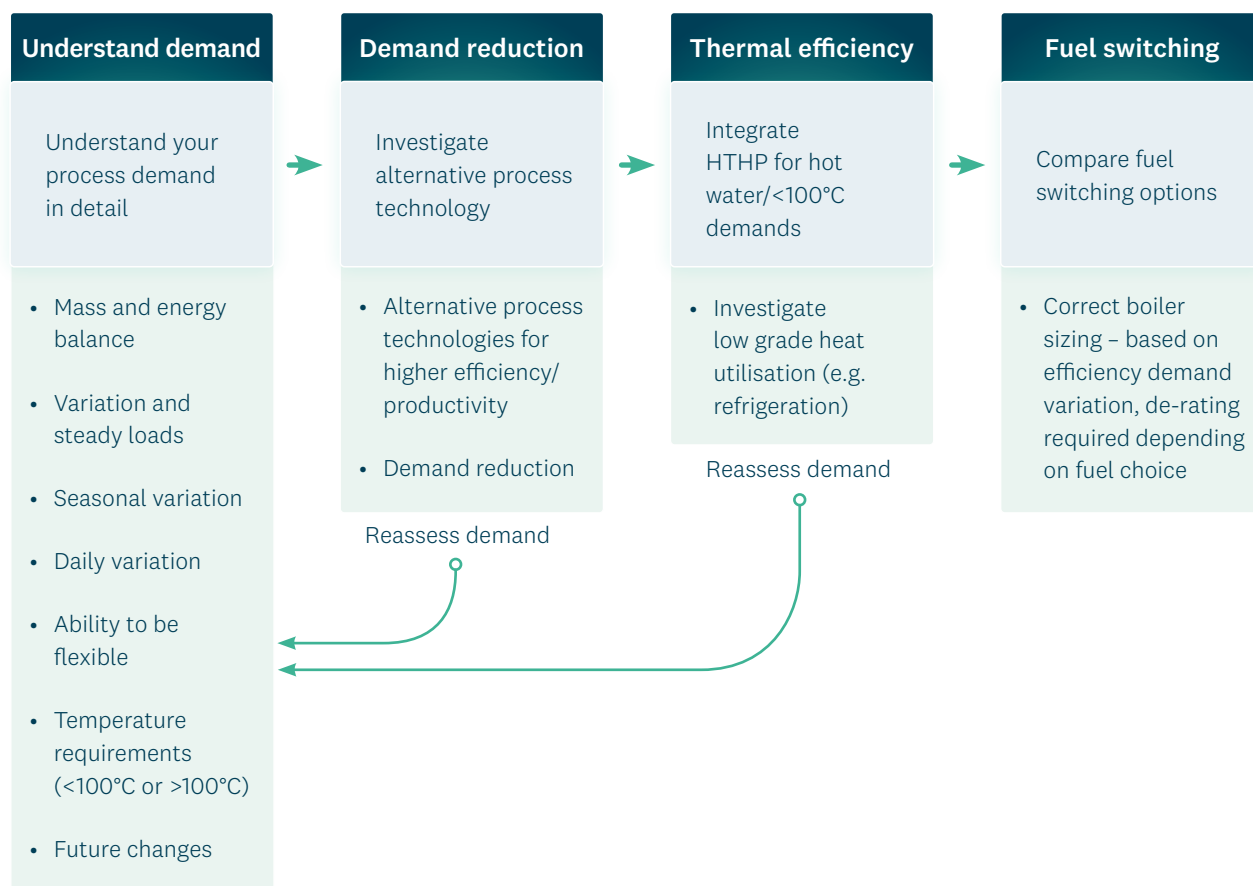 Understand demand
Understand your
process demand
in detail
• Mass and energy
balance
• Variation and
steady loads
• Seasonal variation
• Daily variation
• Ability to be
flexible
• Temperature
requirements
(<100°C or >100°C)
• Future changes
Demand reduction
Investigate
alternative process
technology
• Alternative process
technologies for
higher efficiency/
productivity
• Demand reduction
Reassess demand
Thermal efficiency
Integrate
HTHP for hot
water/<100°C
demands
• Investigate
low grade heat
utilisation (e.g.
refrigeration)
Reassess demand
Fuel switching
Compare fuel
switching options
• Correct boiler
sizing – based on
efficiency demand
variation, de-rating
required depending
on fuel choice